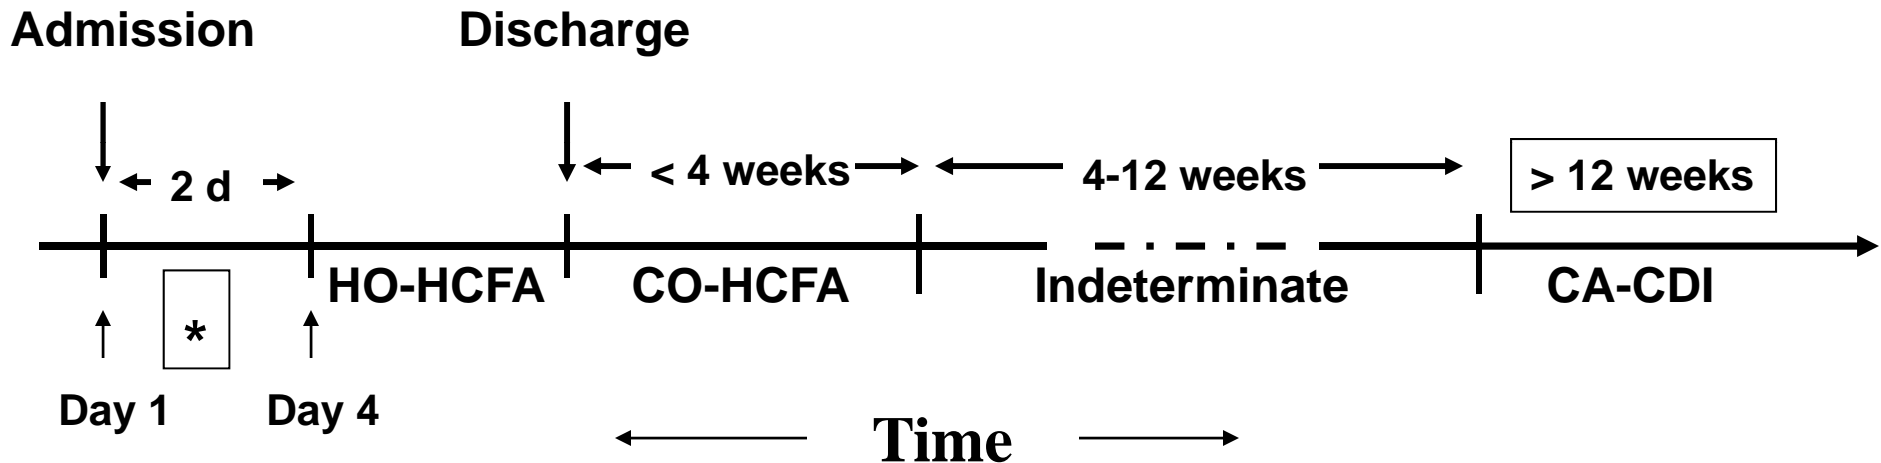 Admission Discharge
2 d < 4 weeks 4-12 weeks > 12 weeks
HO-HCFA CO-HCFA Indeterminate CA-CDI
*
Day 1 Day 4
Time